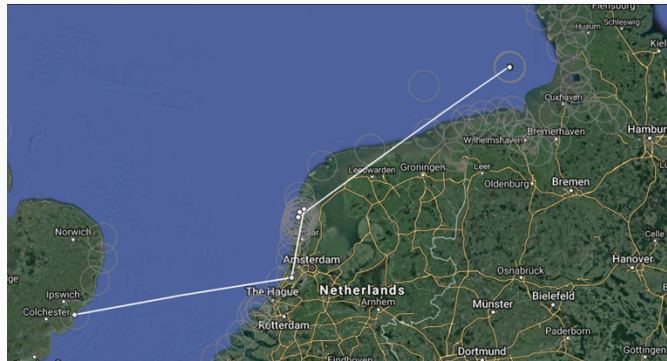 Flensburg
Schleswig
Husum
Kiel
Cuxhaven
Hamburg
Wilhelmshaven
Bremerhaven
Leeuwarden
Groningen
Leer
Oldenburg
Bremen
Norwich
Celle
Amsterdam
Hanover
Osnabrück
Ipswich
The Hague
Netherlands
Colchester
Arnhem
Münster
Bielefeld
Rotterdam
Paderborn
Dortmund
Göttingen
Eindhoven